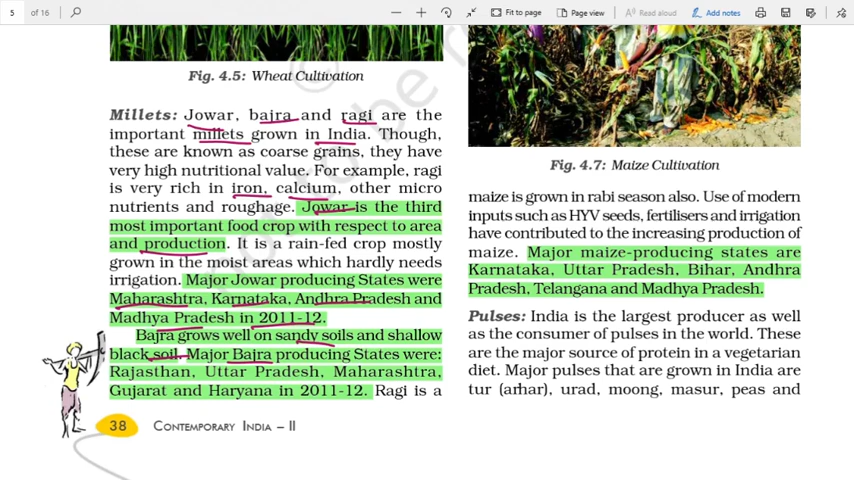 5 of 16
Fit to page
Page view
Read aloud
Add notes
Fig. 4.5: Wheat Cultivation
Millets: Jowar, bajra and ragi are the
important millets grown in India. Though,
these are known as coarse grains, they have
very high nutritional value. For example, ragi
is very rich in iron, calcium, other micro
nutrients and roughage. Jowar is the third
most important food crop with respect to area
and production. It is a rain-fed crop mostly
grown in the moist areas which hardly needs
irrigation. Major Jowar producing States were
Maharashtra, Karnataka, Andhra Pradesh and
Madhya Pradesh in 2011-12.
Bajra grows well on sandy soils and shallow
black soil. Major Bajra producing States were:
Rajasthan, Uttar Pradesh, Maharashtra,
Gujarat and Haryana in 2011-12. Ragi is a
38
CONTEMPORARY INDIA – II
Fig. 4.7: Maize Cultivation
maize is grown in rabi season also. Use of modern
inputs such as HYV seeds, fertilisers and irrigation
have contributed to the increasing production of
maize. Major maize-producing states are
Karnataka, Uttar Pradesh, Bihar, Andhra
Pradesh, Telangana and Madhya Pradesh.
Pulses: India is the largest producer as well
as the consumer of pulses in the world. These
are the major source of protein in a vegetarian
diet. Major pulses that are grown in India are
tur (arhar), urad, moong, masur, peas and